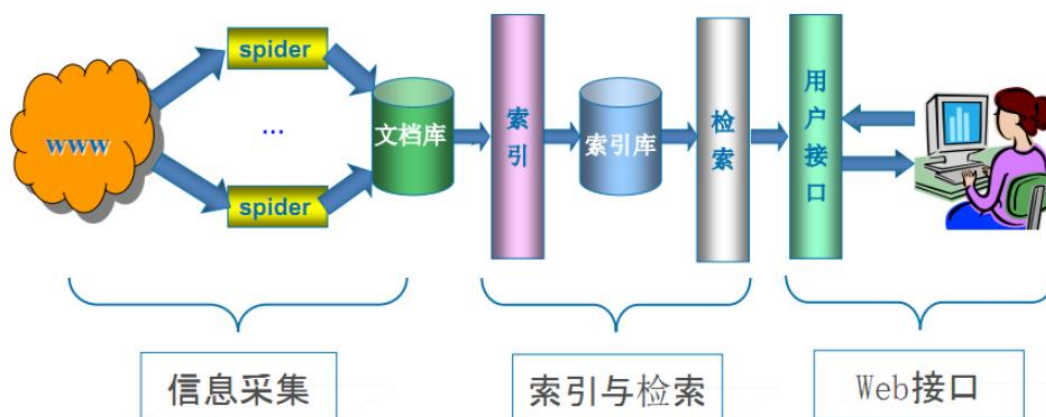 spider
www
...
spider
文档库
索引
索引库
检索
用户接口
信息采集
索引与检索
Web接口